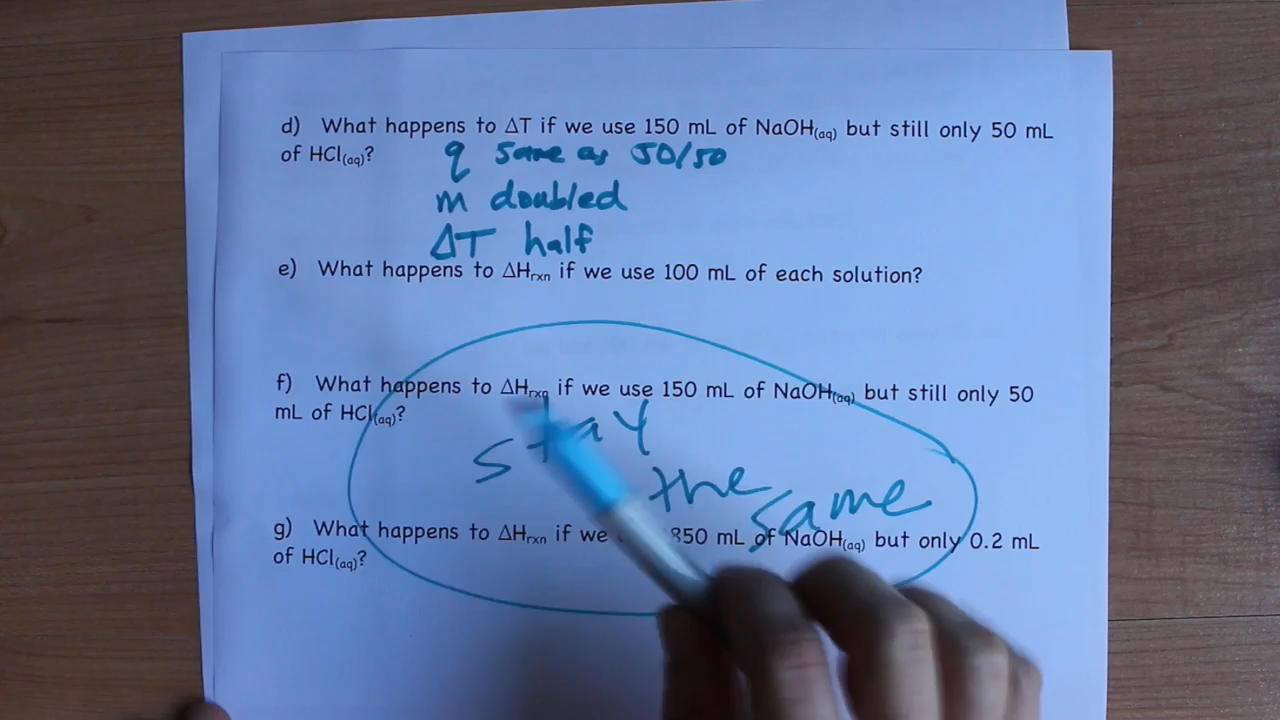 d) What happens to ΔT if we use 150 mL of NaOH(aq) but still only 50 mL
of HCl(aq)?
q same as 50/50
m doubled
ΔT half
e) What happens to ΔHrxn if we use 100 mL of each solution?
f) What happens to ΔHrxn if we use 150 mL of NaOH(aq) but still only 50
mL of HCl(aq)?
stay
the same
g) What happens to ΔHrxn if we 850 mL of NaOH(aq) but only 0.2 mL
of HCl(aq)?